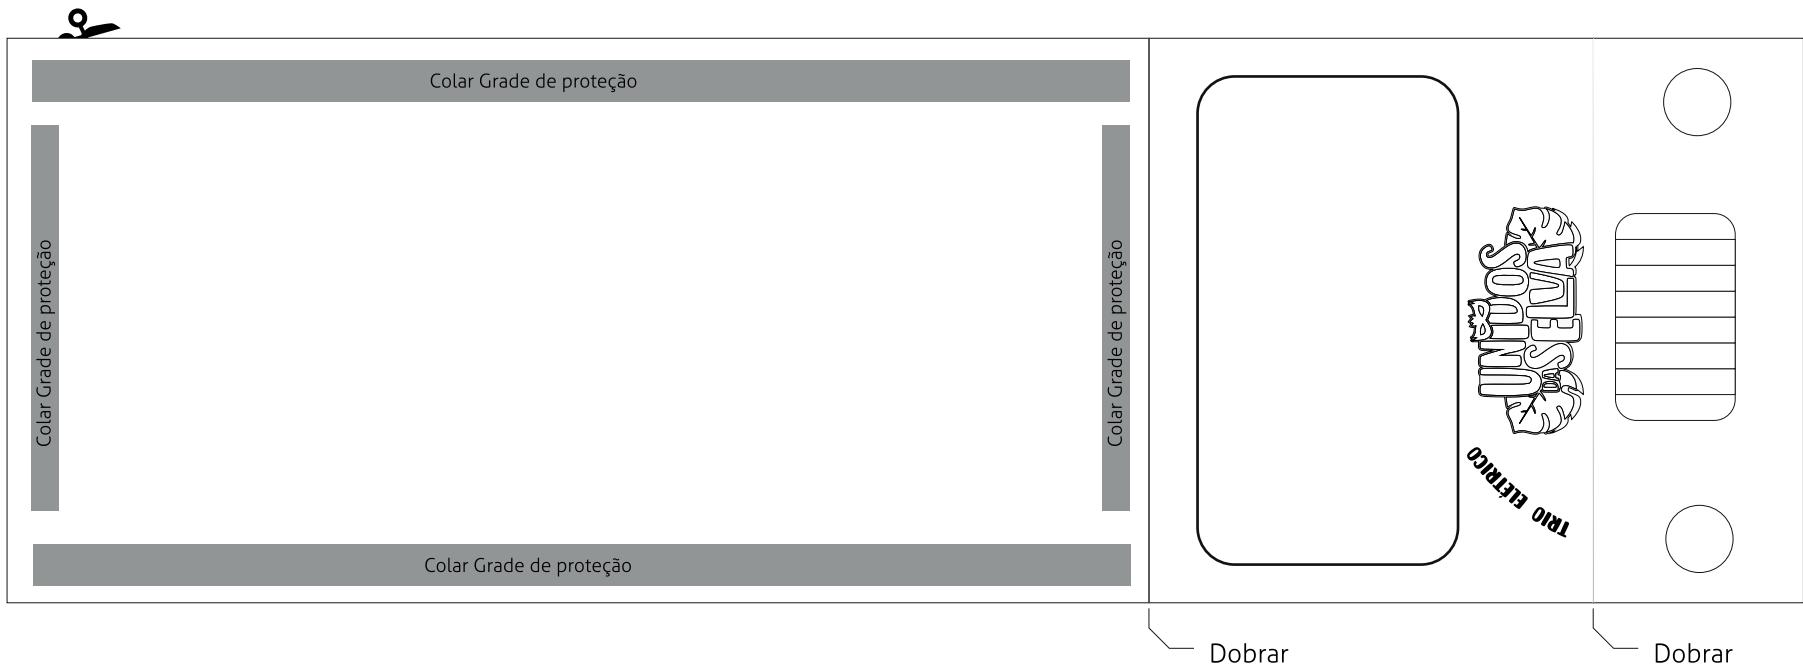 Colar Grade de proteção
Colar Grade de proteção
Colar Grade de proteção
UNIDOS
DA SELVA
TRIO ELÉTRICO
Colar Grade de proteção
Dobrar
Dobrar